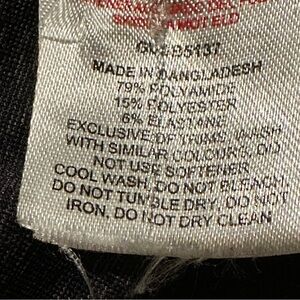 MADE IN BANGLADESH
79% POLYAMIDE
15% POLYESTER
6% ELASTANE
EXCLUSIVE OF TRIMS. WASH
WITH SIMILAR COLOURS, DO
NOT USE SOFTENER
COOL WASH, DO NOT BLEACH,
DO NOT TUMBLE DRY, DO NOT
IRON, DO NOT DRY CLEAN